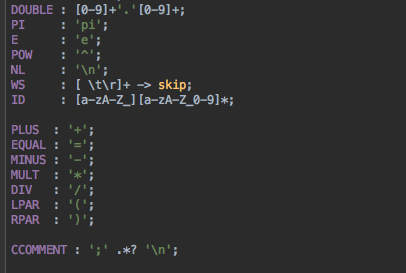 DOUBLE : [0-9]+'.'[0-9]+;
PI     : 'pi';
E      : 'e';
POW    : '^';
NL     : '\n';
WS     : [ \t\r]+ -> skip;
ID     : [a-zA-Z_][a-zA-Z_0-9]*;
PLUS  : '+';
EQUAL : '=';
MINUS : '-';
MULT  : '*';
DIV   : '/';
LPAR  : '(';
RPAR  : ')';
CCOMMENT : ';' .*? '\n';